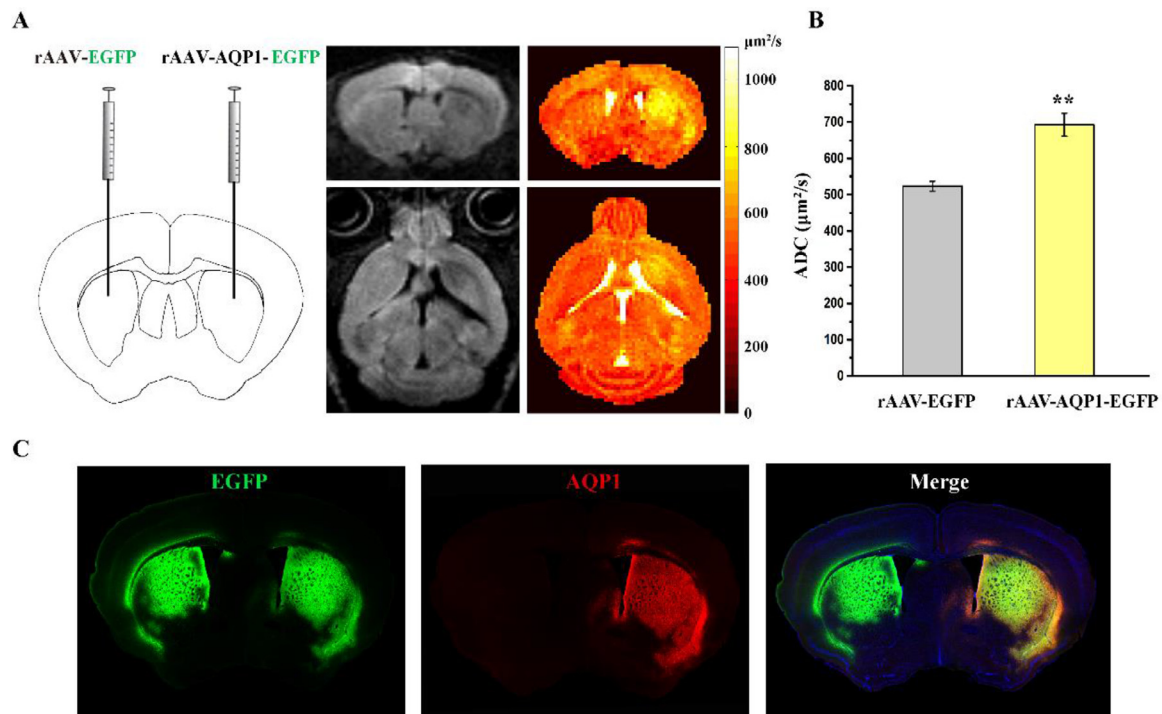 A
rAAV-EGFP rAAV-AQP1-EGFP
µm²/s
1000
800
600
400
200
0
B
**
ADC (µm²/s)
800
700
600
500
400
300
200
100
0
rAAV-EGFP rAAV-AQP1-EGFP
C
EGFP AQP1 Merge